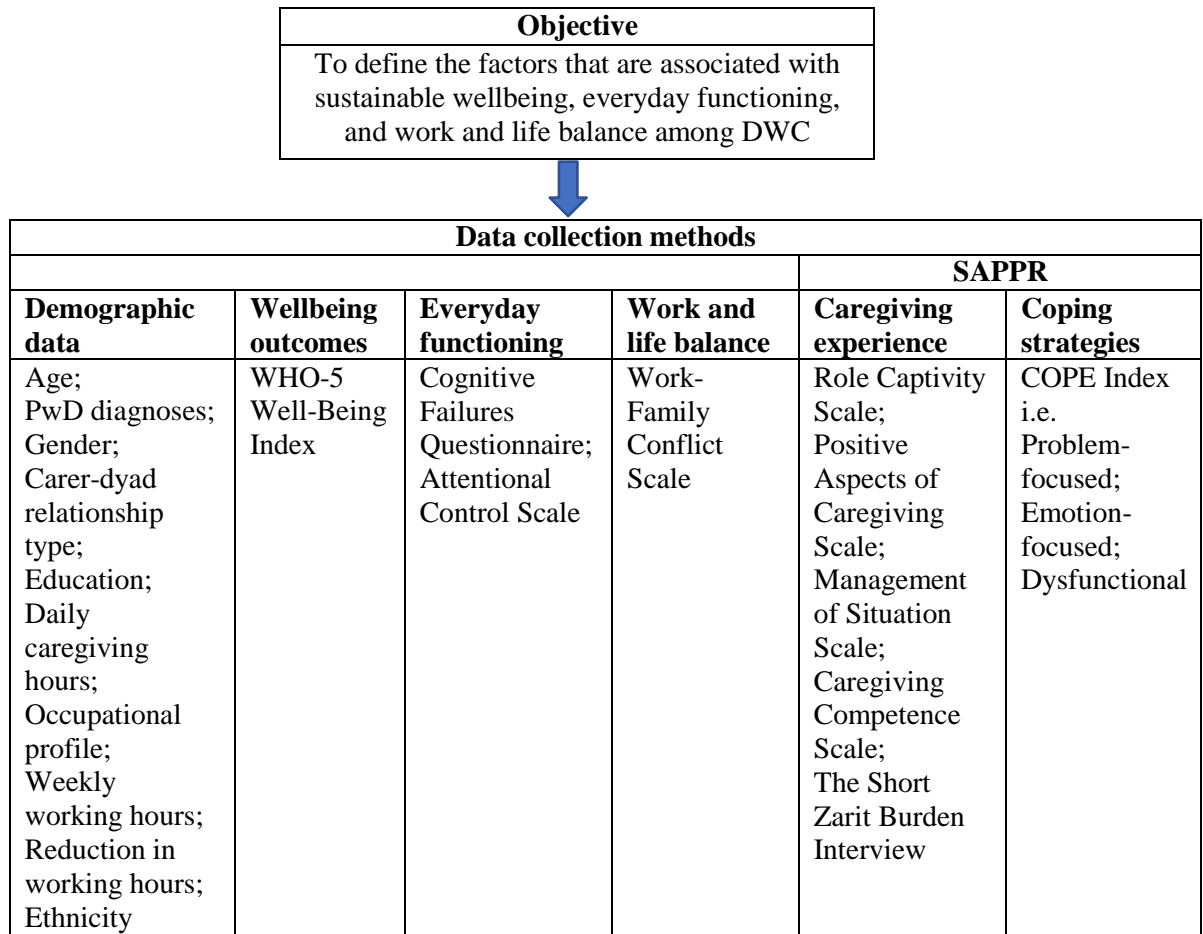 Objective
To define the factors that are associated with
sustainable wellbeing, everyday functioning,
and work and life balance among DWC
Data collection methods
SAPPR
Demographic
data
Wellbeing
outcomes
Everyday
functioning
Work and
life balance
Caregiving
experience
Coping
strategies
Age;
PwD diagnoses;
Gender;
Carer-dyad
relationship
type;
Education;
Daily
caregiving
hours;
Occupational
profile;
Weekly
working hours;
Reduction in
working hours;
Ethnicity
WHO-5
Well-Being
Index
Cognitive
Failures
Questionnaire;
Attentional
Control Scale
Work-
Family
Conflict
Scale
Role Captivity
Scale;
Positive
Aspects of
Caregiving
Scale;
Management
of Situation
Scale;
Caregiving
Competence
Scale;
The Short
Zarit Burden
Interview
COPE Index
i.e.
Problem-
focused;
Emotion-
focused;
Dysfunctional